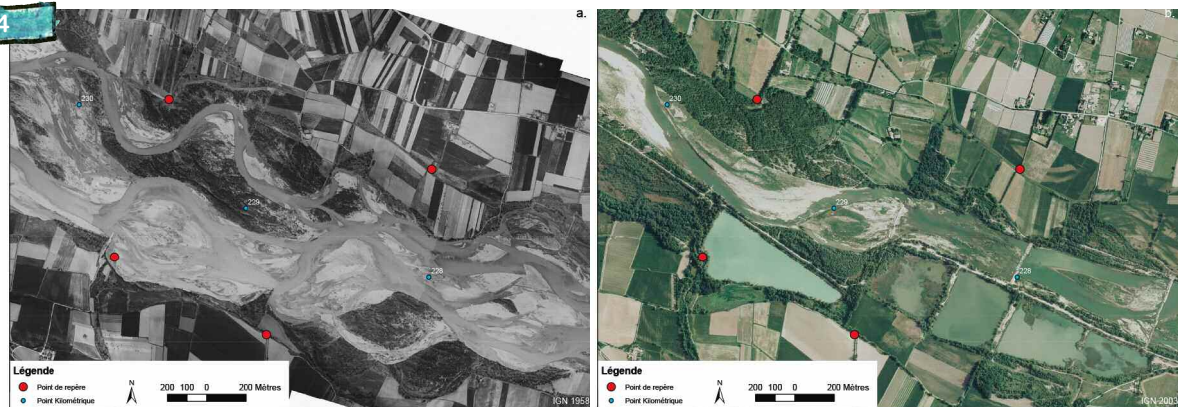 4
a.
230
229
228
Légende
Point de repère
Point Kilométrique
N
200 100 0 200 Mètres
IGN 1958
b.
230
229
228
Légende
Point de repère
Point Kilométrique
N
200 100 0 200 Mètres
IGN-2003